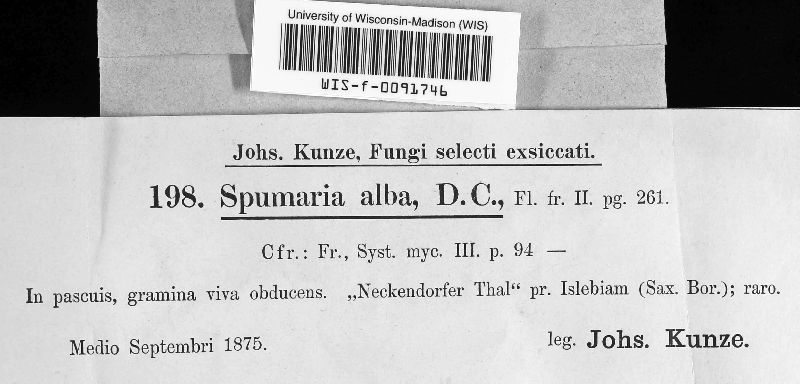 University of Wisconsin-Madison (WIS)
WIS-f-0091746
Johs. Kunze, Fungi selecti exsiccati.
198. Spumaria alba, D.C., Fl. fr. II. pg. 261.
Cfr.: Fr., Syst. myc. III. p. 94 —
In pascuis, gramina viva obducens. „Neckendorfer Thal“ pr. Islebiam (Sax. Bor.); raro.
Medio Septembri 1875. leg. Johs. Kunze.